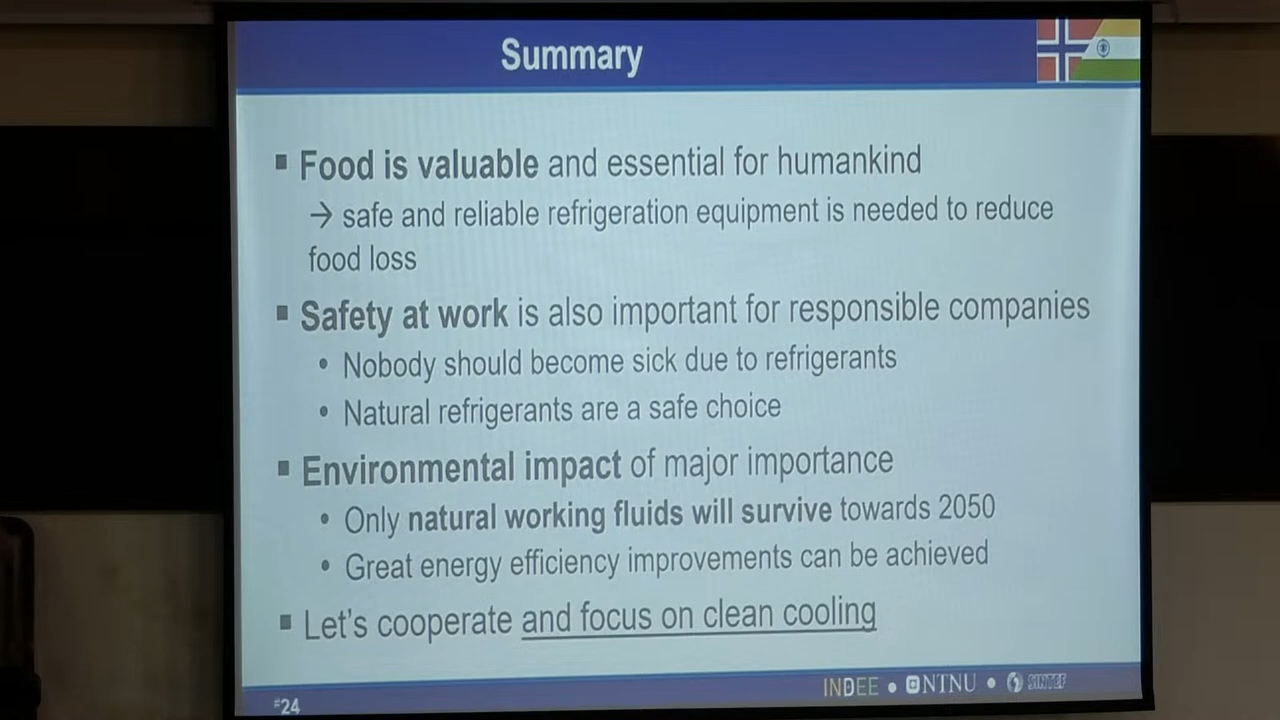 Summary
▪ Food is valuable and essential for humankind
→ safe and reliable refrigeration equipment is needed to reduce
food loss
▪ Safety at work is also important for responsible companies
• Nobody should become sick due to refrigerants
• Natural refrigerants are a safe choice
▪ Environmental impact of major importance
• Only natural working fluids will survive towards 2050
• Great energy efficiency improvements can be achieved
▪ Let's cooperate and focus on clean cooling
#24
INDEE • NTNU • SINTEF